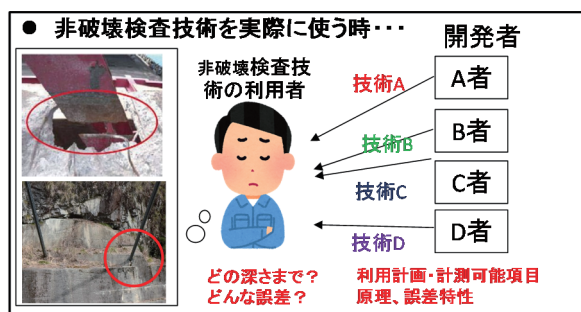 ● 非破壊検査技術を実際に使う時・・・
開発者
非破壊検査技
術の利用者
技術A
A者
技術B
B者
技術C
C者
技術D
D者
どの深さまで？
どんな誤差？
利用計画・計測可能項目
原理、誤差特性